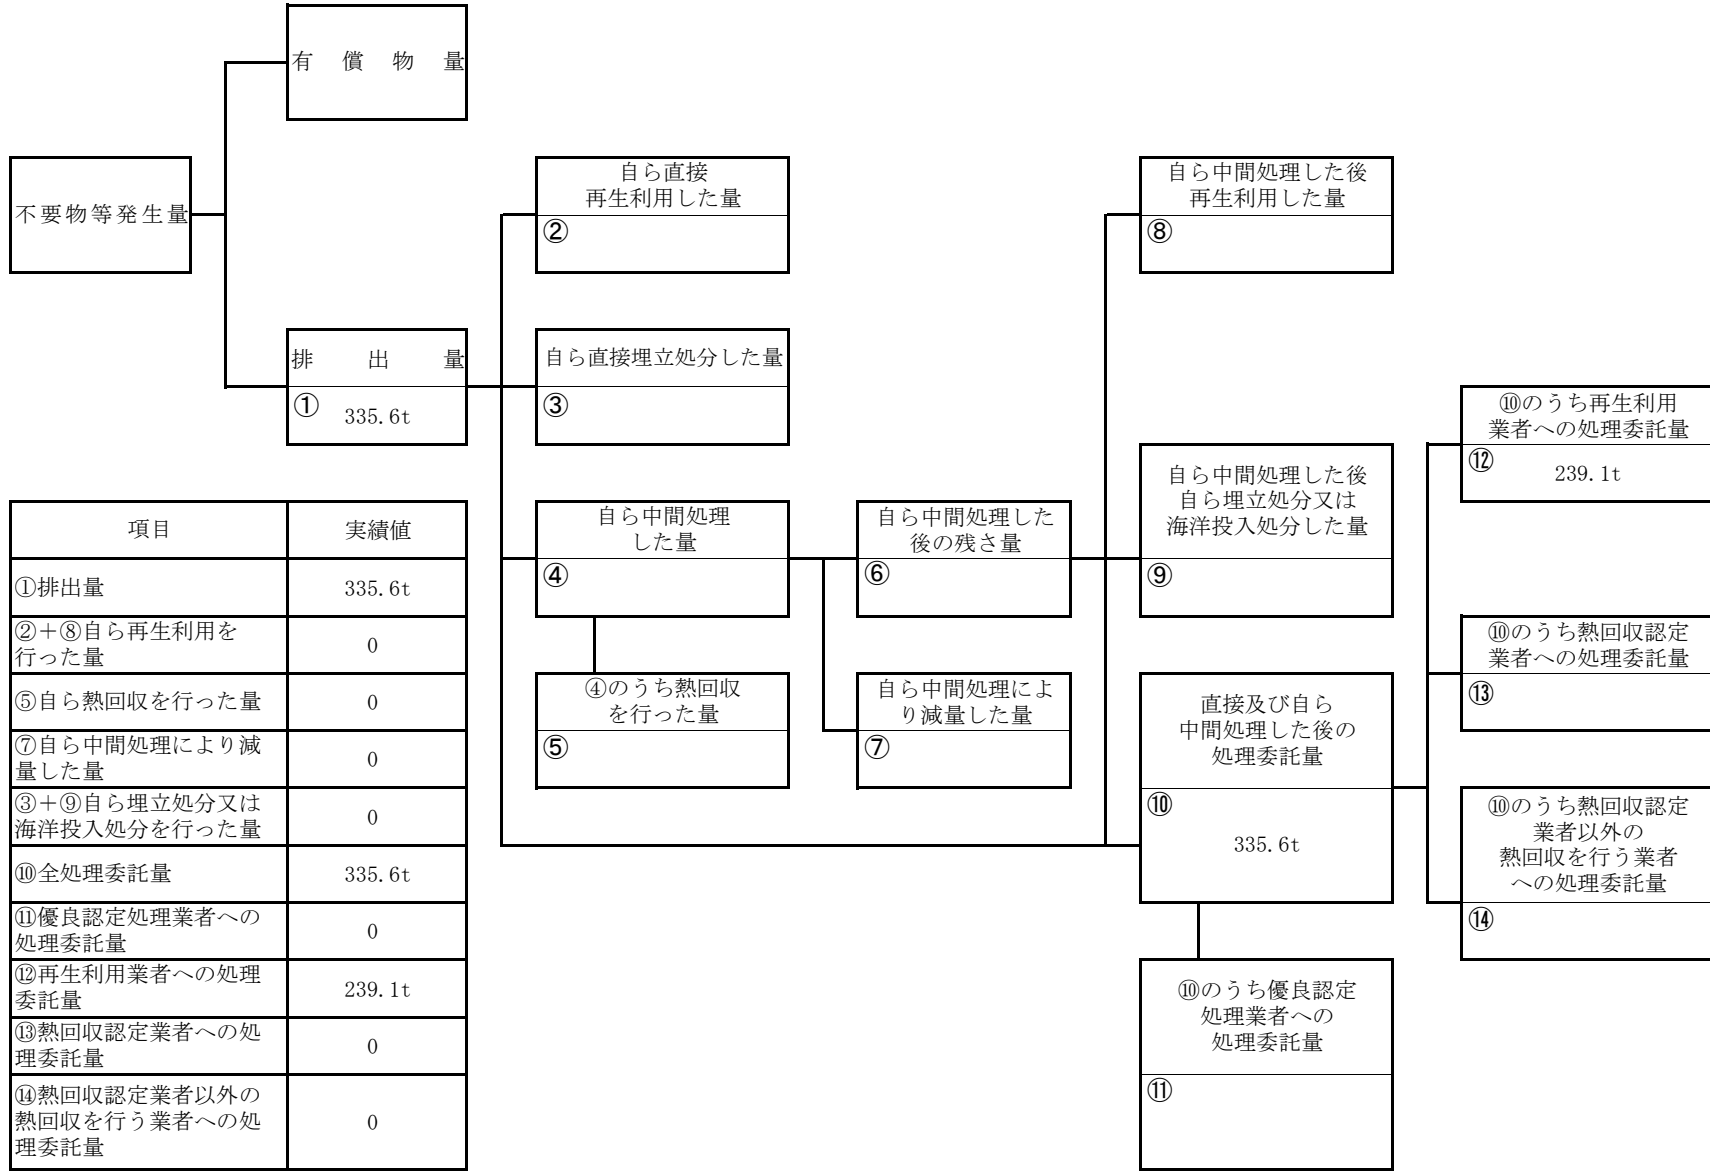 有償物量
不要物等発生量
自ら直接
再生利用した量
②
自ら中間処理した後
再生利用した量
⑧
排出量
① 335.6t
自ら直接埋立処分した量
③
⑩のうち再生利用
業者への処理委託量
⑫ 239.1t
自ら中間処理した後
自ら埋立処分又は
海洋投入処分した量
⑨
自ら中間処理
した量
④
自ら中間処理した
後の残さ量
⑥
⑩のうち熱回収認定
業者への処理委託量
⑬
④のうち熱回収
を行った量
⑤
自ら中間処理によ
り減量した量
⑦
直接及び自ら
中間処理した後の
処理委託量
⑩
335.6t
⑩のうち熱回収認定
業者以外の
熱回収を行う業者
への処理委託量
⑭
⑩のうち優良認定
処理業者への
処理委託量
⑪
項目 実績値
①排出量 335.6t
②＋⑧自ら再生利用を
行った量 0
⑤自ら熱回収を行った量 0
⑦自ら中間処理により減
量した量 0
③＋⑨自ら埋立処分又は
海洋投入処分を行った量 0
⑩全処理委託量 335.6t
⑪優良認定処理業者への
処理委託量 0
⑫再生利用業者への処理
委託量 239.1t
⑬熱回収認定業者への処
理委託量 0
⑭熱回収認定業者以外の
熱回収を行う業者への処
理委託量 0